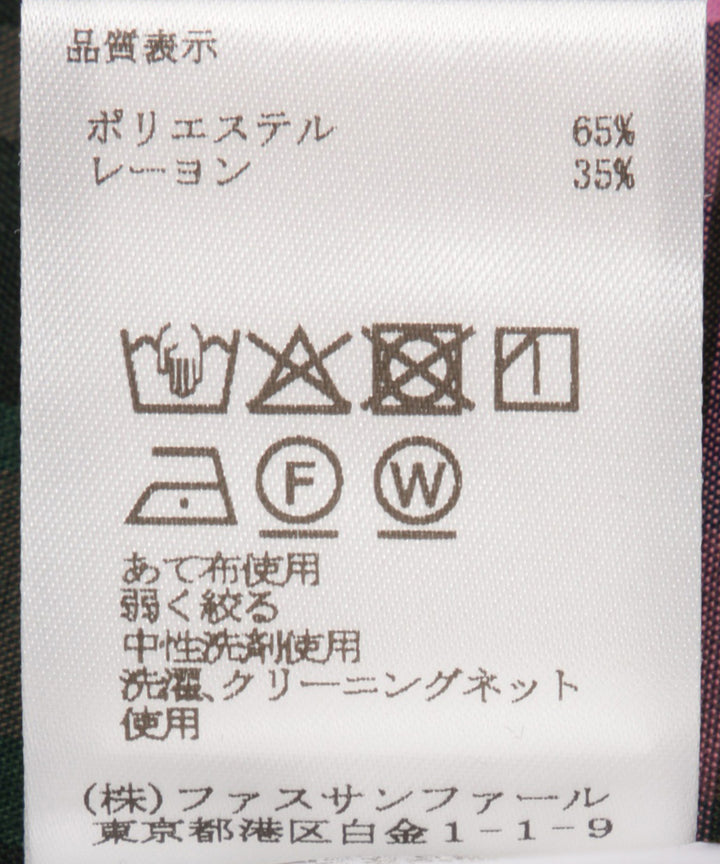 品質表示
ポリエステル 65%
レーヨン 35%
F W
あて布使用
弱く絞る
中性洗剤使用
洗濯、クリーニングネット
使用
(株)ファスサンファール
東京都港区白金1-1-9